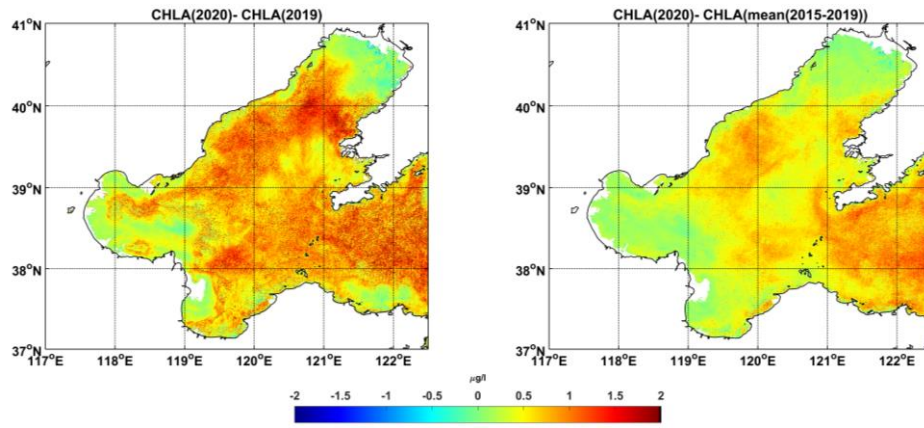 CHLA(2020)- CHLA(2019)
CHLA(2020)- CHLA(mean(2015-2019))
41°N
40°N
39°N
38°N
37°N
117°E 118°E 119°E 120°E 121°E 122°E
41°N
40°N
39°N
38°N
37°N
117°E 118°E 119°E 120°E 121°E 122°E
μg/l
-2 -1.5 -1 -0.5 0 0.5 1 1.5 2